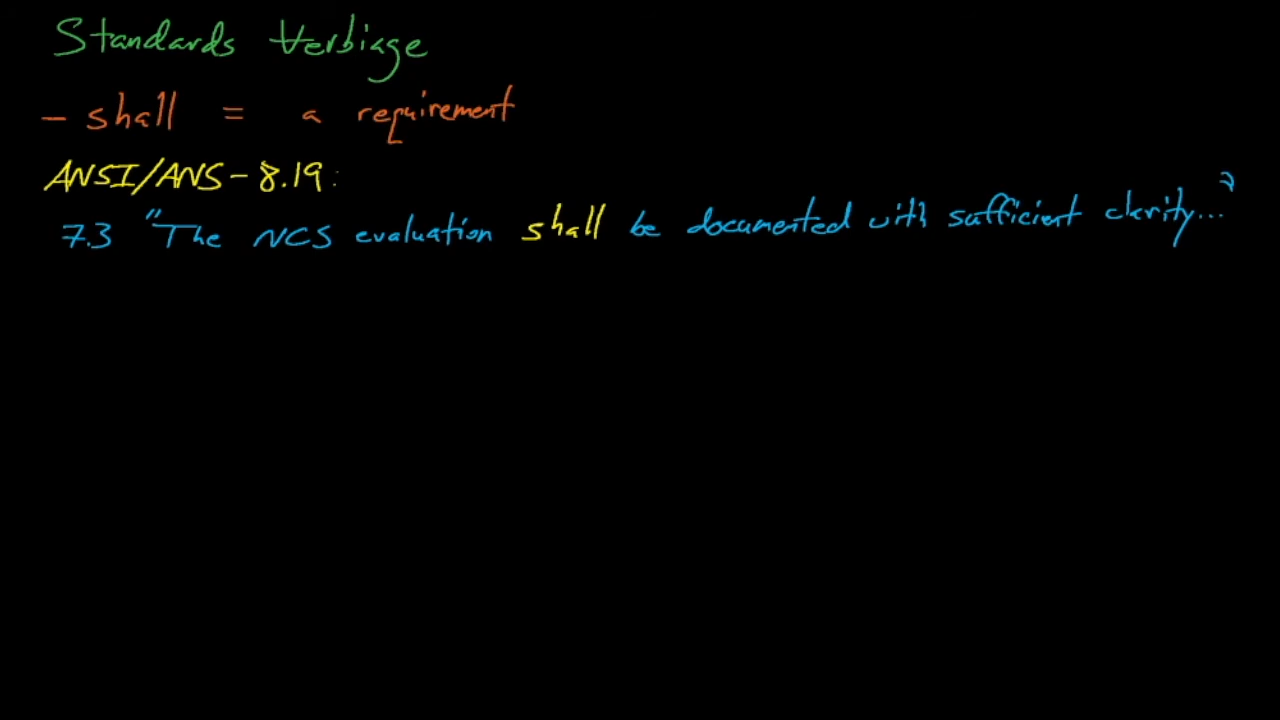 Standards Verbiage
- shall = a requirement
ANSI/ANS-8.19:
7.3 "The NCS evaluation shall be documented with sufficient clarity..."